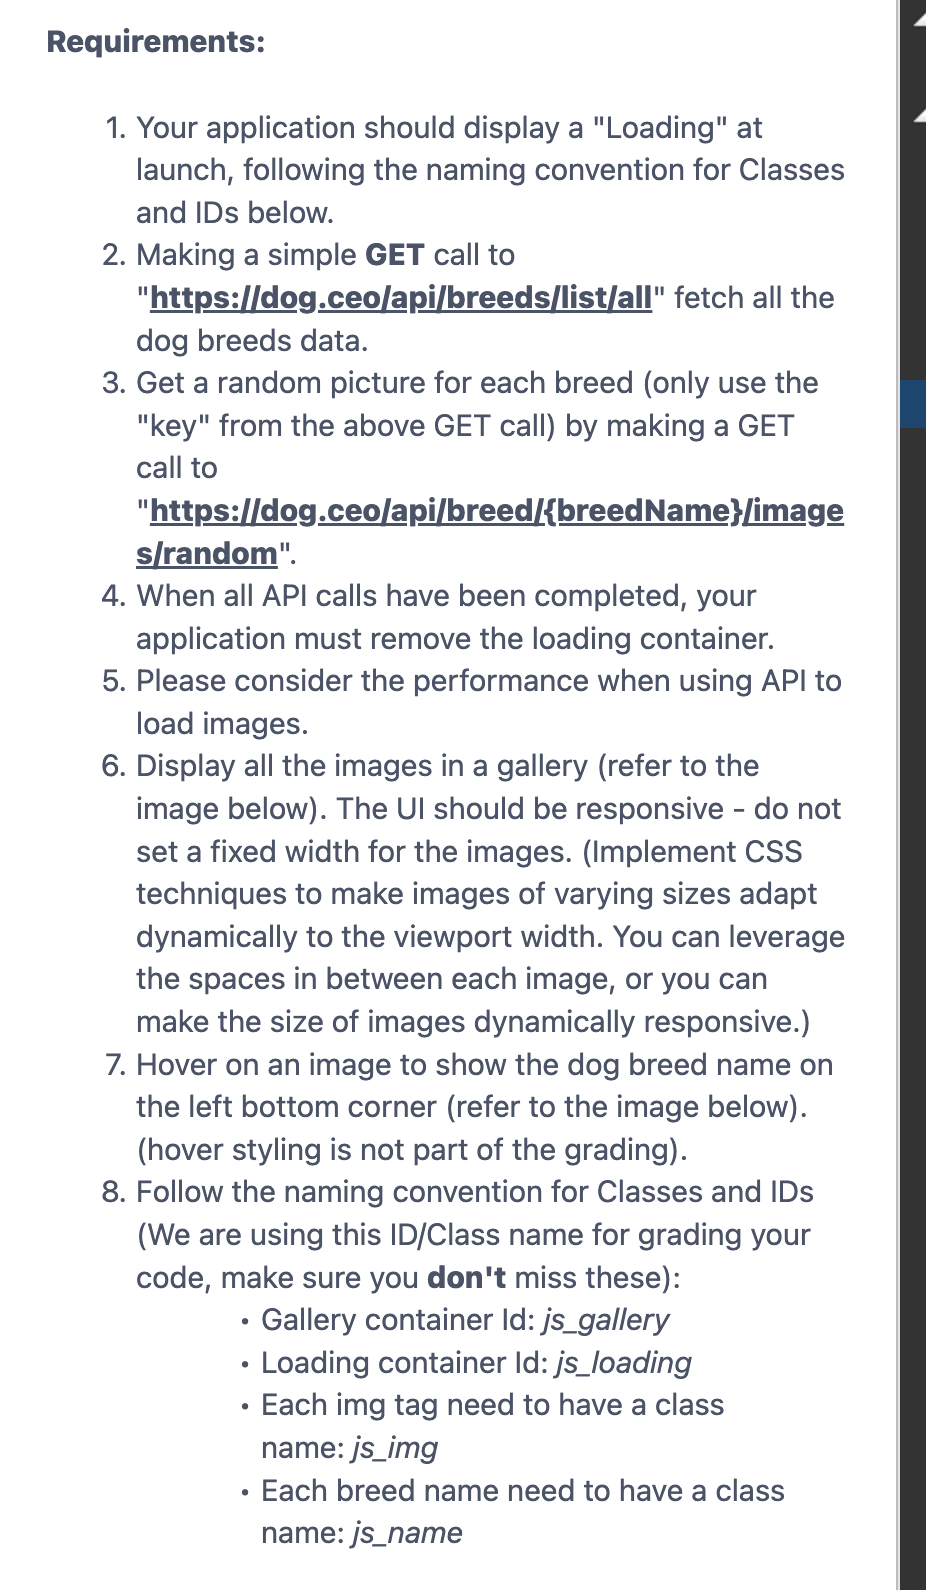 Requirements:
1. Your application should display a "Loading" at
launch, following the naming convention for Classes
and IDs below.
2. Making a simple GET call to
"https://dog.ceo/api/breeds/list/all" fetch all the
dog breeds data.
3. Get a random picture for each breed (only use the
"key" from the above GET call) by making a GET
call to
"https://dog.ceo/api/breed/{breedName}/image
s/random".
4. When all API calls have been completed, your
application must remove the loading container.
5. Please consider the performance when using API to
load images.
6. Display all the images in a gallery (refer to the
image below). The UI should be responsive - do not
set a fixed width for the images. (Implement CSS
techniques to make images of varying sizes adapt
dynamically to the viewport width. You can leverage
the spaces in between each image, or you can
make the size of images dynamically responsive.)
7. Hover on an image to show the dog breed name on
the left bottom corner (refer to the image below).
(hover styling is not part of the grading).
8. Follow the naming convention for Classes and IDs
(We are using this ID/Class name for grading your
code, make sure you don't miss these):
• Gallery container Id: js_gallery
• Loading container Id: js_loading
• Each img tag need to have a class
name: js_img
• Each breed name need to have a class
name: js_name